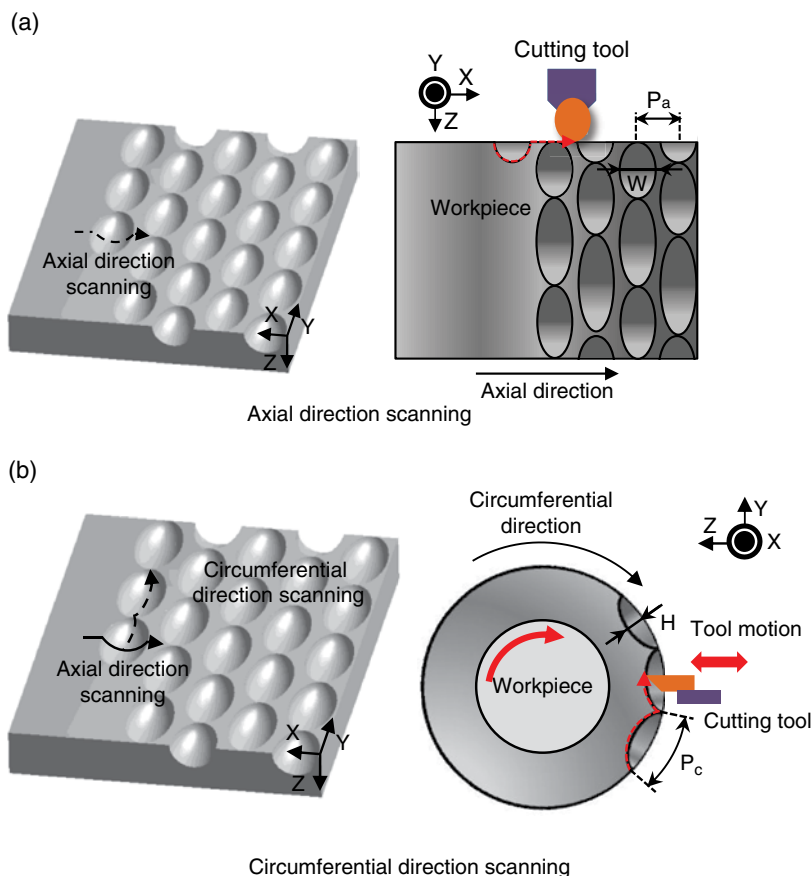 (a)
Cutting tool
Y
X
Z
Pa
W
Workpiece
Axial direction
scanning
X
Y
Z
Axial direction
Axial direction scanning
(b)
Circumferential
direction
Y
Z
X
Circumferential
direction scanning
H
Tool motion
Axial direction
scanning
Workpiece
Cutting tool
X
Y
Z
Pc
Circumferential direction scanning